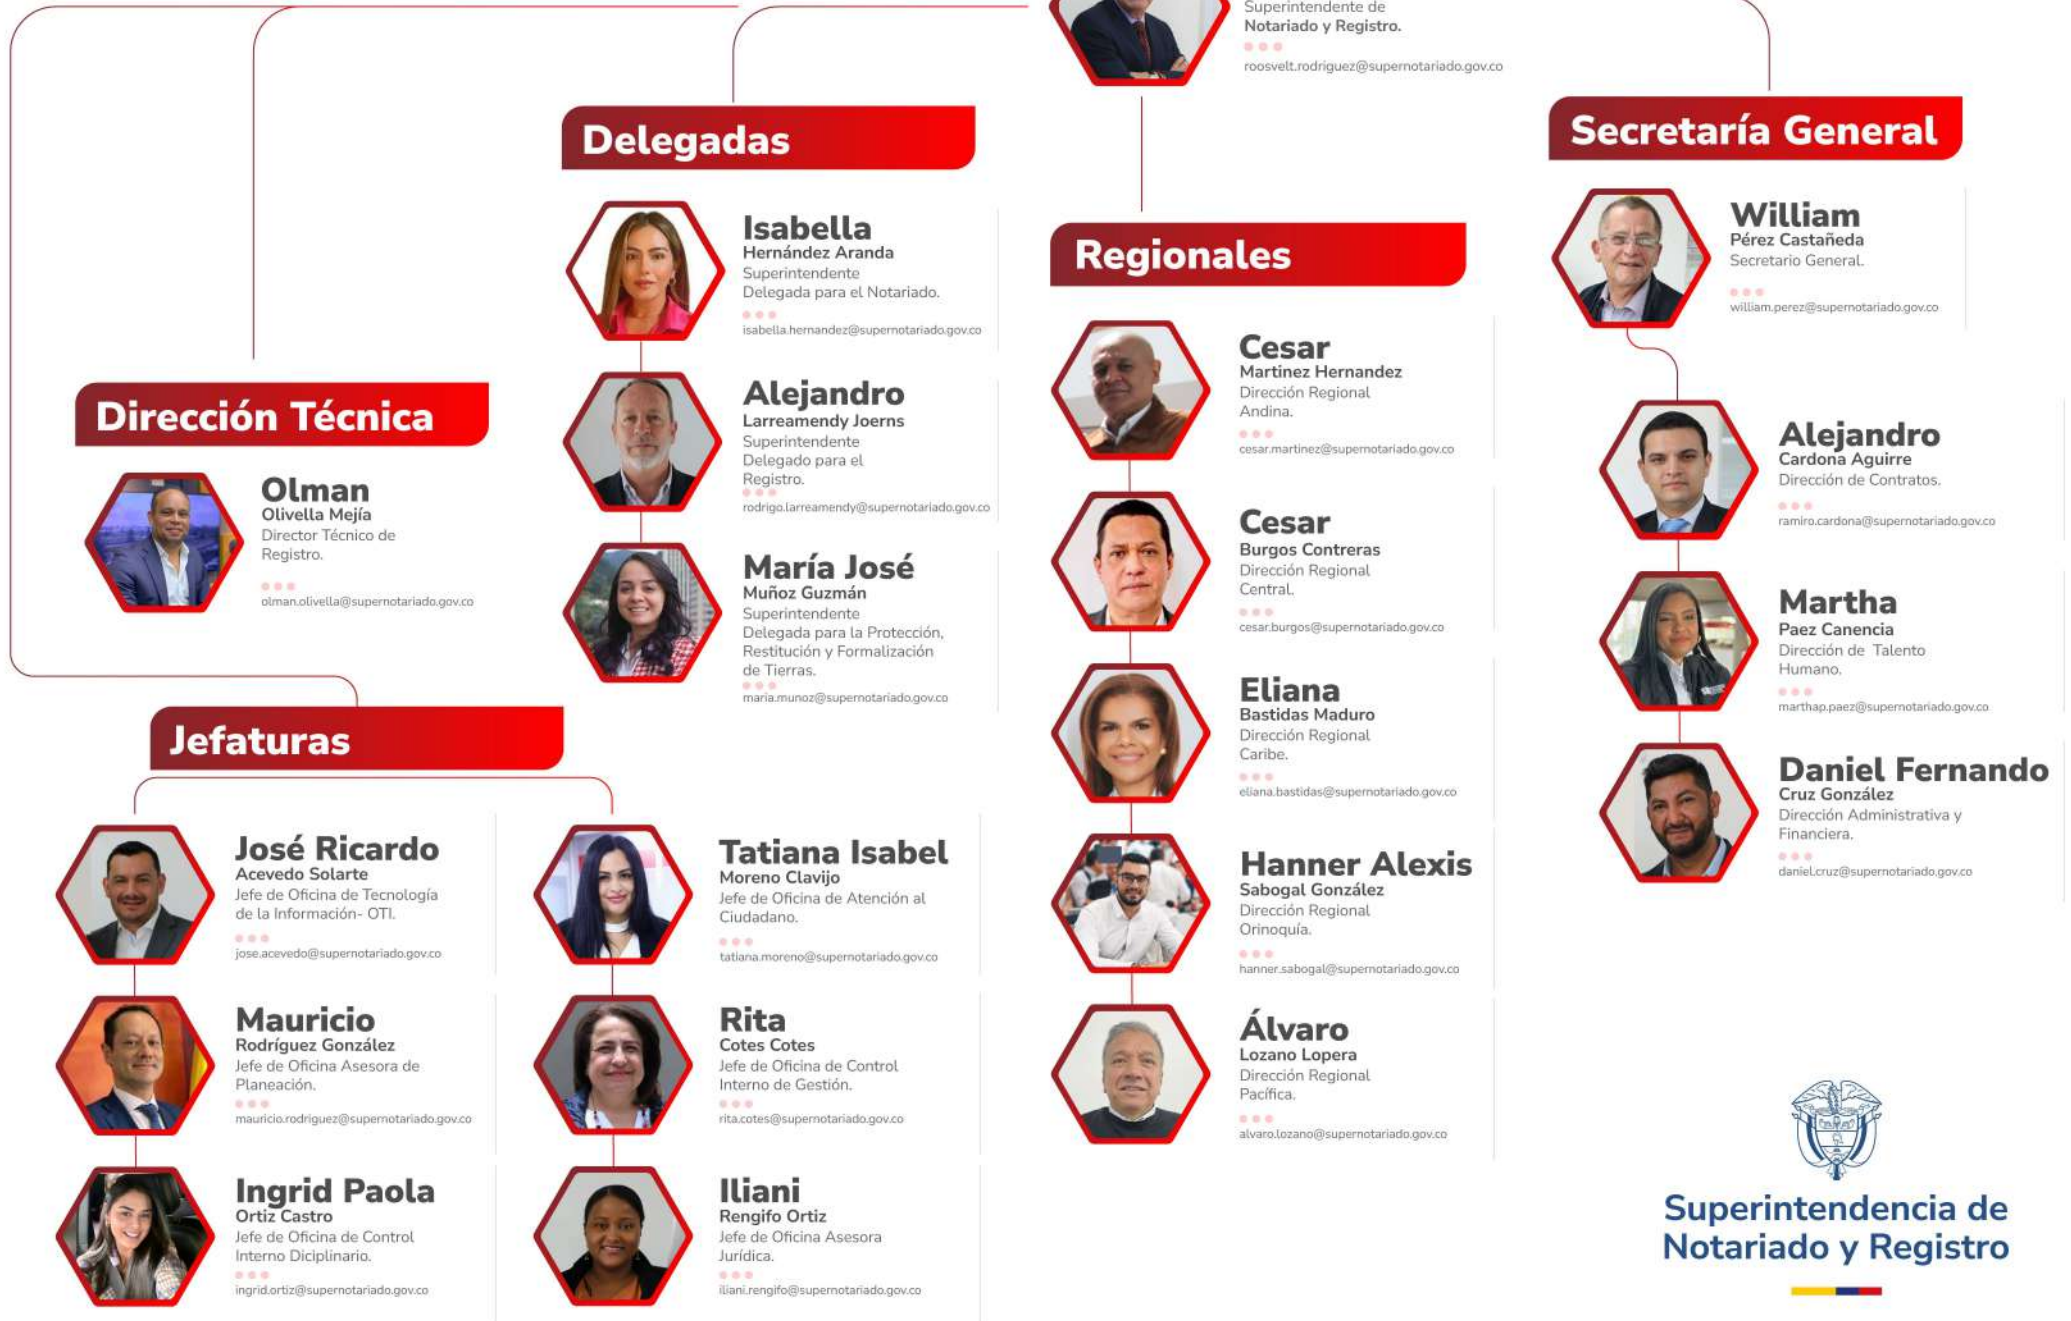 Superintendente de
Notariado y Registro.
roosvelt.rodriguez@supernotariado.gov.co
Delegadas
Isabella
Hernández Aranda
Superintendente
Delegada para el Notariado.
isabella.hernandez@supernotariado.gov.co
Alejandro
Larreamendy Joerns
Superintendente
Delegado para el
Registro.
rodrigo.larreamendy@supernotariado.gov.co
María José
Muñoz Guzmán
Superintendente
Delegada para la Protección,
Restitución y Formalización
de Tierras.
maria.munoz@supernotariado.gov.co
Secretaría General
William
Pérez Castañeda
Secretario General.
william.perez@supernotariado.gov.co
Alejandro
Cardona Aguirre
Dirección de Contratos.
ramiro.cardona@supernotariado.gov.co
Martha
Paez Canencia
Dirección de Talento
Humano.
marthap.paez@supernotariado.gov.co
Daniel Fernando
Cruz González
Dirección Administrativa y
Financiera.
daniel.cruz@supernotariado.gov.co
Regionales
Cesar
Martinez Hernandez
Dirección Regional
Andina.
cesar.martinez@supernotariado.gov.co
Cesar
Burgos Contreras
Dirección Regional
Central.
cesar.burgos@supernotariado.gov.co
Eliana
Bastidas Maduro
Dirección Regional
Caribe.
eliana.bastidas@supernotariado.gov.co
Hanner Alexis
Sabogal González
Dirección Regional
Orinoquía.
hanner.sabogal@supernotariado.gov.co
Álvaro
Lozano Lopera
Dirección Regional
Pacífica.
alvaro.lozano@supernotariado.gov.co
Dirección Técnica
Olman
Olivella Mejía
Director Técnico de
Registro.
olman.olivella@supernotariado.gov.co
Jefaturas
José Ricardo
Acevedo Solarte
Jefe de Oficina de Tecnología
de la Información- OTI.
jose.acevedo@supernotariado.gov.co
Mauricio
Rodríguez González
Jefe de Oficina Asesora de
Planeación.
mauricio.rodriguez@supernotariado.gov.co
Ingrid Paola
Ortiz Castro
Jefe de Oficina de Control
Interno Diciplinario.
ingrid.ortiz@supernotariado.gov.co
Tatiana Isabel
Moreno Clavijo
Jefe de Oficina de Atención al
Ciudadano.
tatiana.moreno@supernotariado.gov.co
Rita
Cotes Cotes
Jefe de Oficina de Control
Interno de Gestión.
rita.cotes@supernotariado.gov.co
Iliani
Rengifo Ortiz
Jefe de Oficina Asesora
Jurídica.
iliani.rengifo@supernotariado.gov.co
Superintendencia de
Notariado y Registro